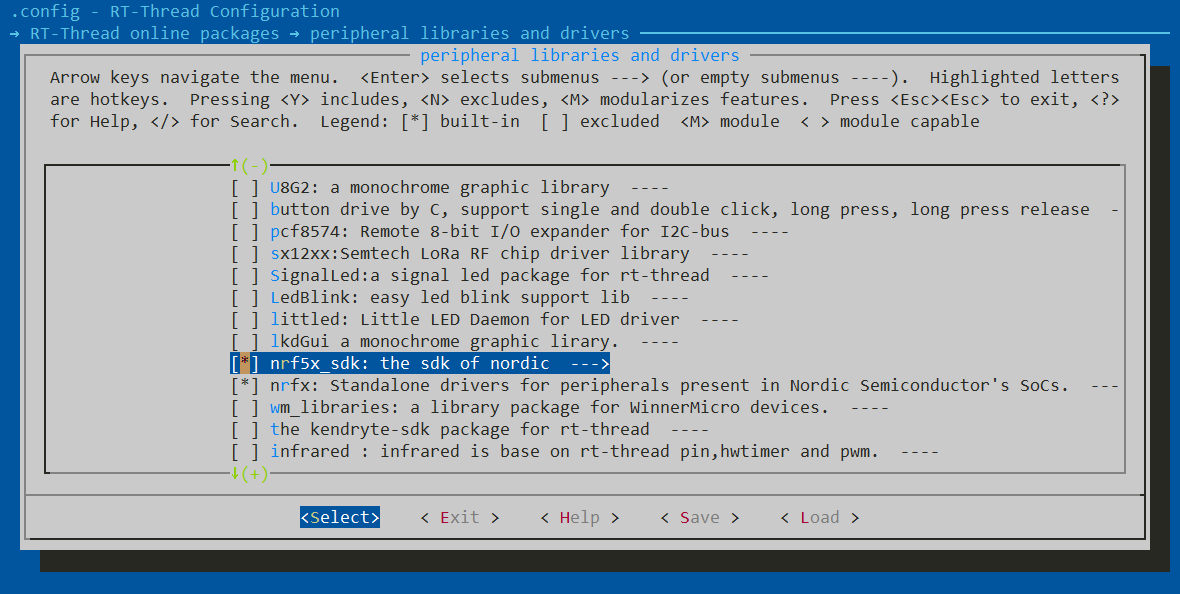 .config - RT-Thread Configuration
→ RT-Thread online packages → peripheral libraries and drivers
peripheral libraries and drivers
Arrow keys navigate the menu.  <Enter> selects submenus ---> (or empty submenus ----).  Highlighted letters
are hotkeys.  Pressing <Y> includes, <N> excludes, <M> modularizes features.  Press <Esc><Esc> to exit, <?>
for Help, </> for Search.  Legend: [*] built-in  [ ] excluded  <M> module  < > module capable
↑(-)
[ ] U8G2: a monochrome graphic library  ----
[ ] button drive by C, support single and double click, long press, long press release  -
[ ] pcf8574: Remote 8-bit I/O expander for I2C-bus  ----
[ ] sx12xx:Semtech LoRa RF chip driver library  ----
[ ] SignalLed:a signal led package for rt-thread  ----
[ ] LedBlink: easy led blink support lib  ----
[ ] littled: Little LED Daemon for LED driver  ----
[ ] lkdGui a monochrome graphic lirary.  ----
[*] nrf5x_sdk: the sdk of nordic  --->
[*] nrfx: Standalone drivers for peripherals present in Nordic Semiconductor's SoCs.  ---
[ ] wm_libraries: a library package for WinnerMicro devices.  ----
[ ] the kendryte-sdk package for rt-thread  ----
[ ] infrared : infrared is base on rt-thread pin,hwtimer and pwm.  ----
↓(+)
<Select>    < Exit >    < Help >    < Save >    < Load >